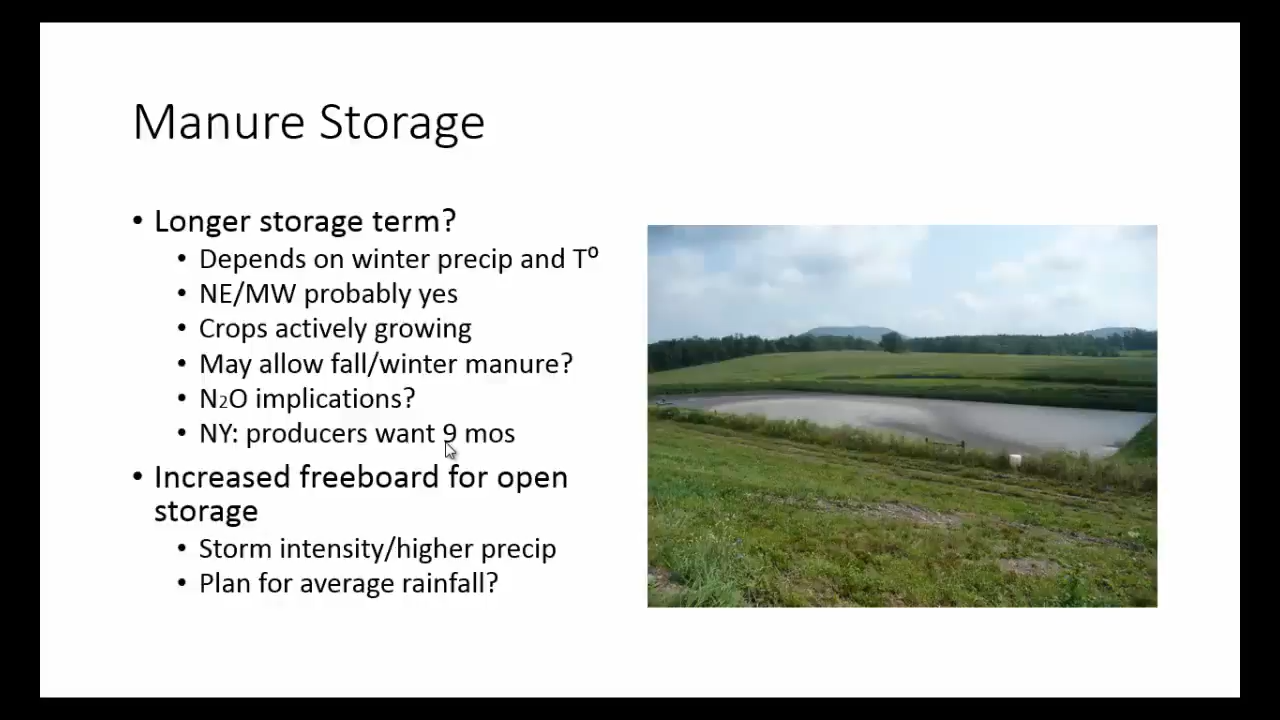 Manure Storage
• Longer storage term?
• Depends on winter precip and Tº
• NE/MW probably yes
• Crops actively growing
• May allow fall/winter manure?
• N₂O implications?
• NY: producers want 9 mos
• Increased freeboard for open
storage
• Storm intensity/higher precip
• Plan for average rainfall?